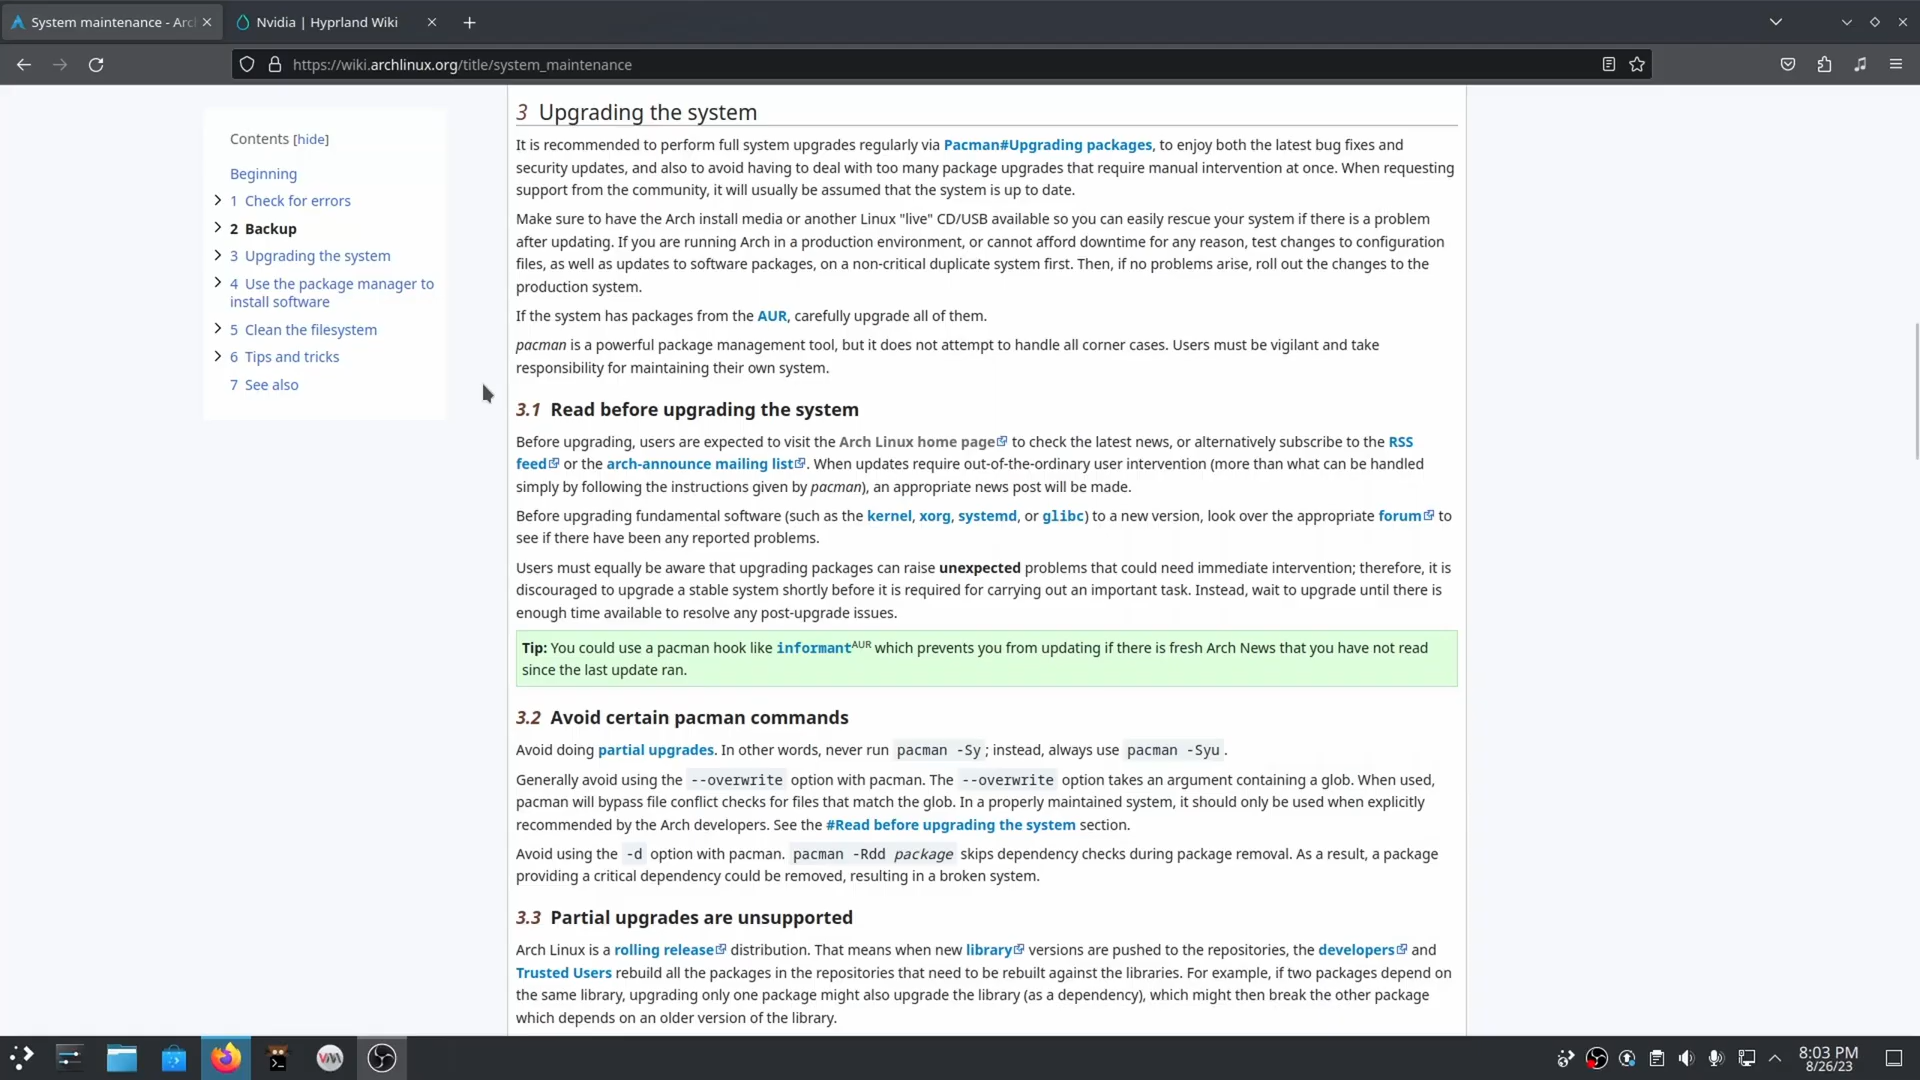 System maintenance - Arc
Nvidia | Hyprland Wiki
https://wiki.archlinux.org/title/system_maintenance
Contents [hide]
Beginning
1 Check for errors
2 Backup
3 Upgrading the system
4 Use the package manager to
install software
5 Clean the filesystem
6 Tips and tricks
7 See also
3 Upgrading the system
It is recommended to perform full system upgrades regularly via Pacman#Upgrading packages, to enjoy both the latest bug fixes and
security updates, and also to avoid having to deal with too many package upgrades that require manual intervention at once. When requesting
support from the community, it will usually be assumed that the system is up to date.
Make sure to have the Arch install media or another Linux "live" CD/USB available so you can easily rescue your system if there is a problem
after updating. If you are running Arch in a production environment, or cannot afford downtime for any reason, test changes to configuration
files, as well as updates to software packages, on a non-critical duplicate system first. Then, if no problems arise, roll out the changes to the
production system.
If the system has packages from the AUR, carefully upgrade all of them.
pacman is a powerful package management tool, but it does not attempt to handle all corner cases. Users must be vigilant and take
responsibility for maintaining their own system.
3.1 Read before upgrading the system
Before upgrading, users are expected to visit the Arch Linux home page to check the latest news, or alternatively subscribe to the RSS
feed or the arch-announce mailing list. When updates require out-of-the-ordinary user intervention (more than what can be handled
simply by following the instructions given by pacman), an appropriate news post will be made.
Before upgrading fundamental software (such as the kernel, xorg, systemd, or glibc) to a new version, look over the appropriate forum to
see if there have been any reported problems.
Users must equally be aware that upgrading packages can raise unexpected problems that could need immediate intervention; therefore, it is
discouraged to upgrade a stable system shortly before it is required for carrying out an important task. Instead, wait to upgrade until there is
enough time available to resolve any post-upgrade issues.
Tip: You could use a pacman hook like informantAUR which prevents you from updating if there is fresh Arch News that you have not read
since the last update ran.
3.2 Avoid certain pacman commands
Avoid doing partial upgrades. In other words, never run pacman -Sy; instead, always use pacman -Syu.
Generally avoid using the --overwrite option with pacman. The --overwrite option takes an argument containing a glob. When used,
pacman will bypass file conflict checks for files that match the glob. In a properly maintained system, it should only be used when explicitly
recommended by the Arch developers. See the #Read before upgrading the system section.
Avoid using the -d option with pacman. pacman -Rdd package skips dependency checks during package removal. As a result, a package
providing a critical dependency could be removed, resulting in a broken system.
3.3 Partial upgrades are unsupported
Arch Linux is a rolling release distribution. That means when new library versions are pushed to the repositories, the developers and
Trusted Users rebuild all the packages in the repositories that need to be rebuilt against the libraries. For example, if two packages depend on
the same library, upgrading only one package might also upgrade the library (as a dependency), which might then break the other package
which depends on an older version of the library.
8:03 PM
8/26/23